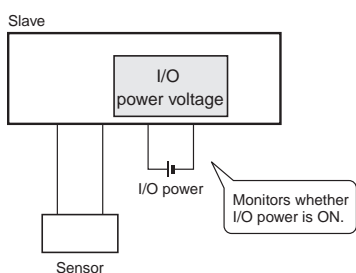 Slave
I/O
power voltage
I/O power
Monitors whether
I/O power is ON.
Sensor